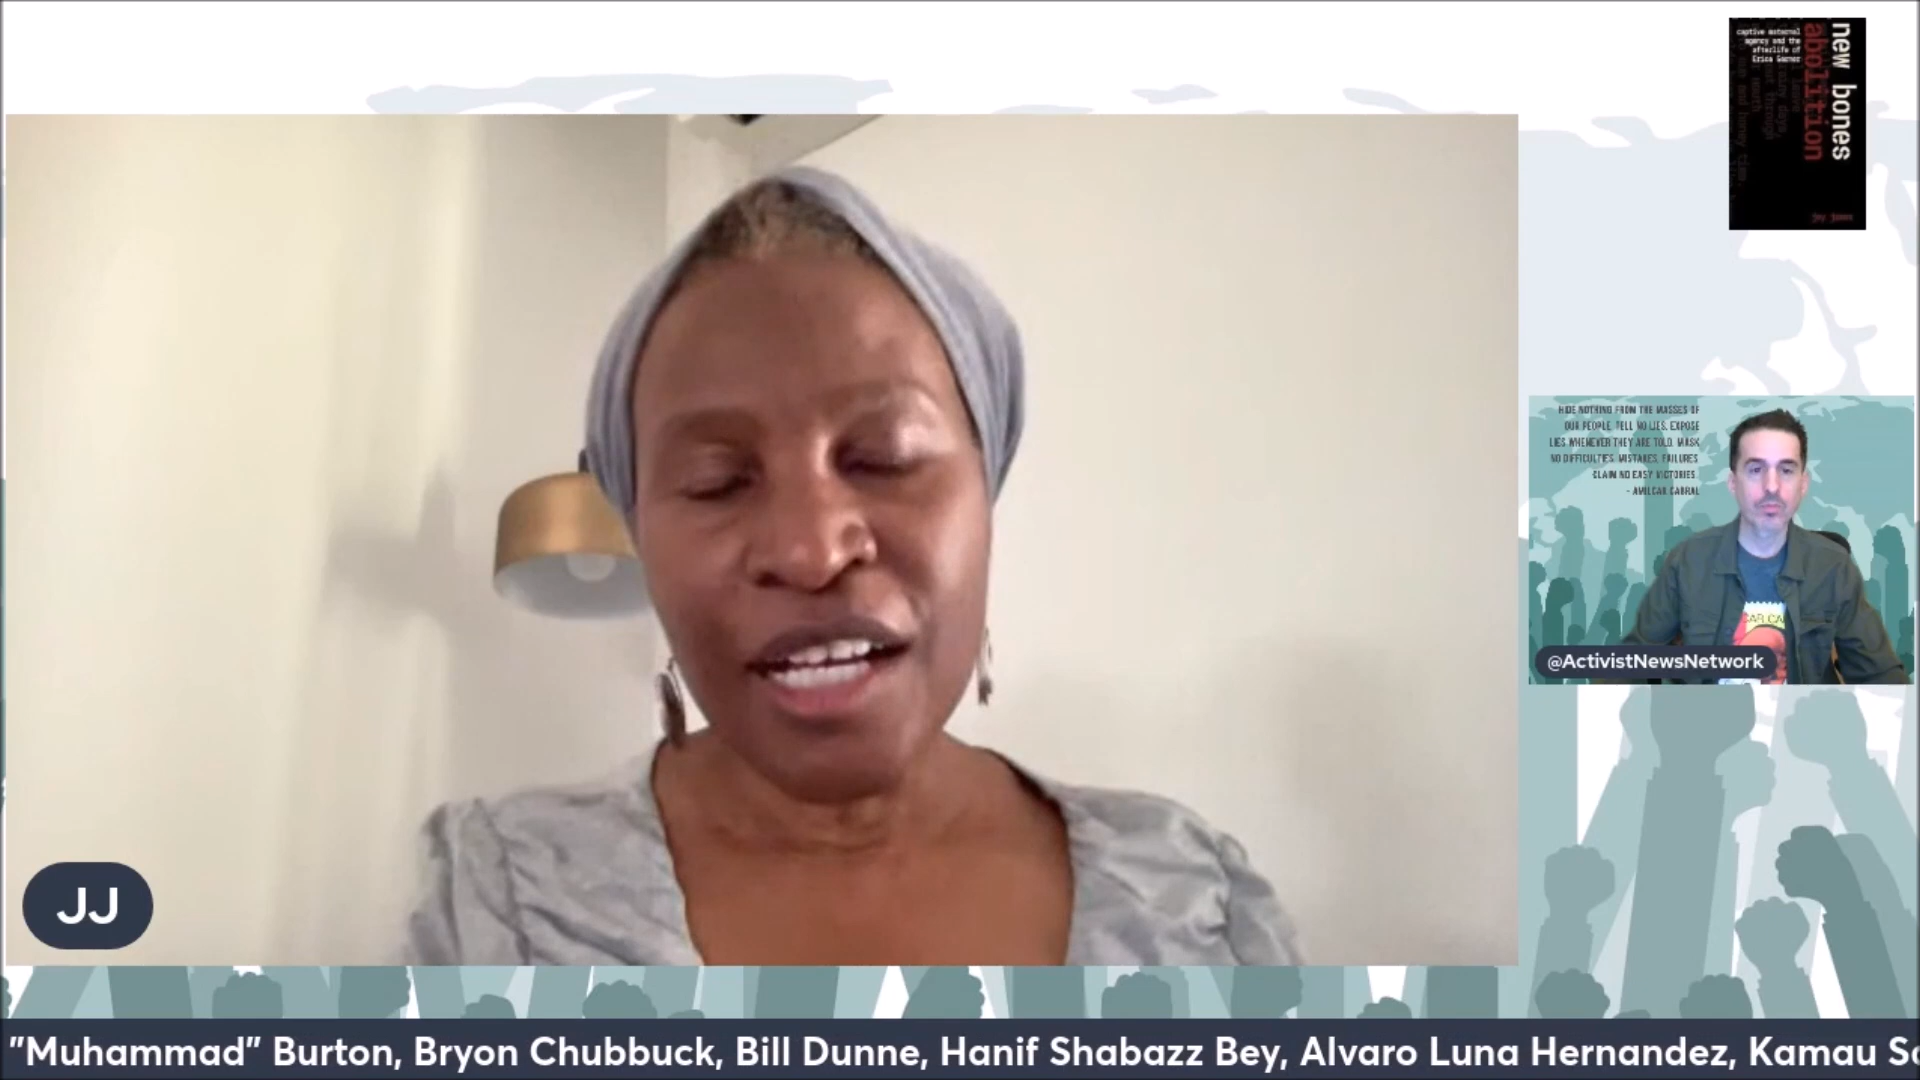 new bones
abolition
captive maternal
agency and the
afterlife of
Erica Garner
joy james
HIDE NOTHING FROM THE MASSES OF
OUR PEOPLE. TELL NO LIES. EXPOSE
LIES WHENEVER THEY ARE TOLD. MASK
NO DIFFICULTIES, MISTAKES, FAILURES.
CLAIM NO EASY VICTORIES.
- AMILCAR CABRAL
@ActivistNewsNetwork
JJ
"Muhammad" Burton, Bryon Chubbuck, Bill Dunne, Hanif Shabazz Bey, Alvaro Luna Hernandez, Kamau